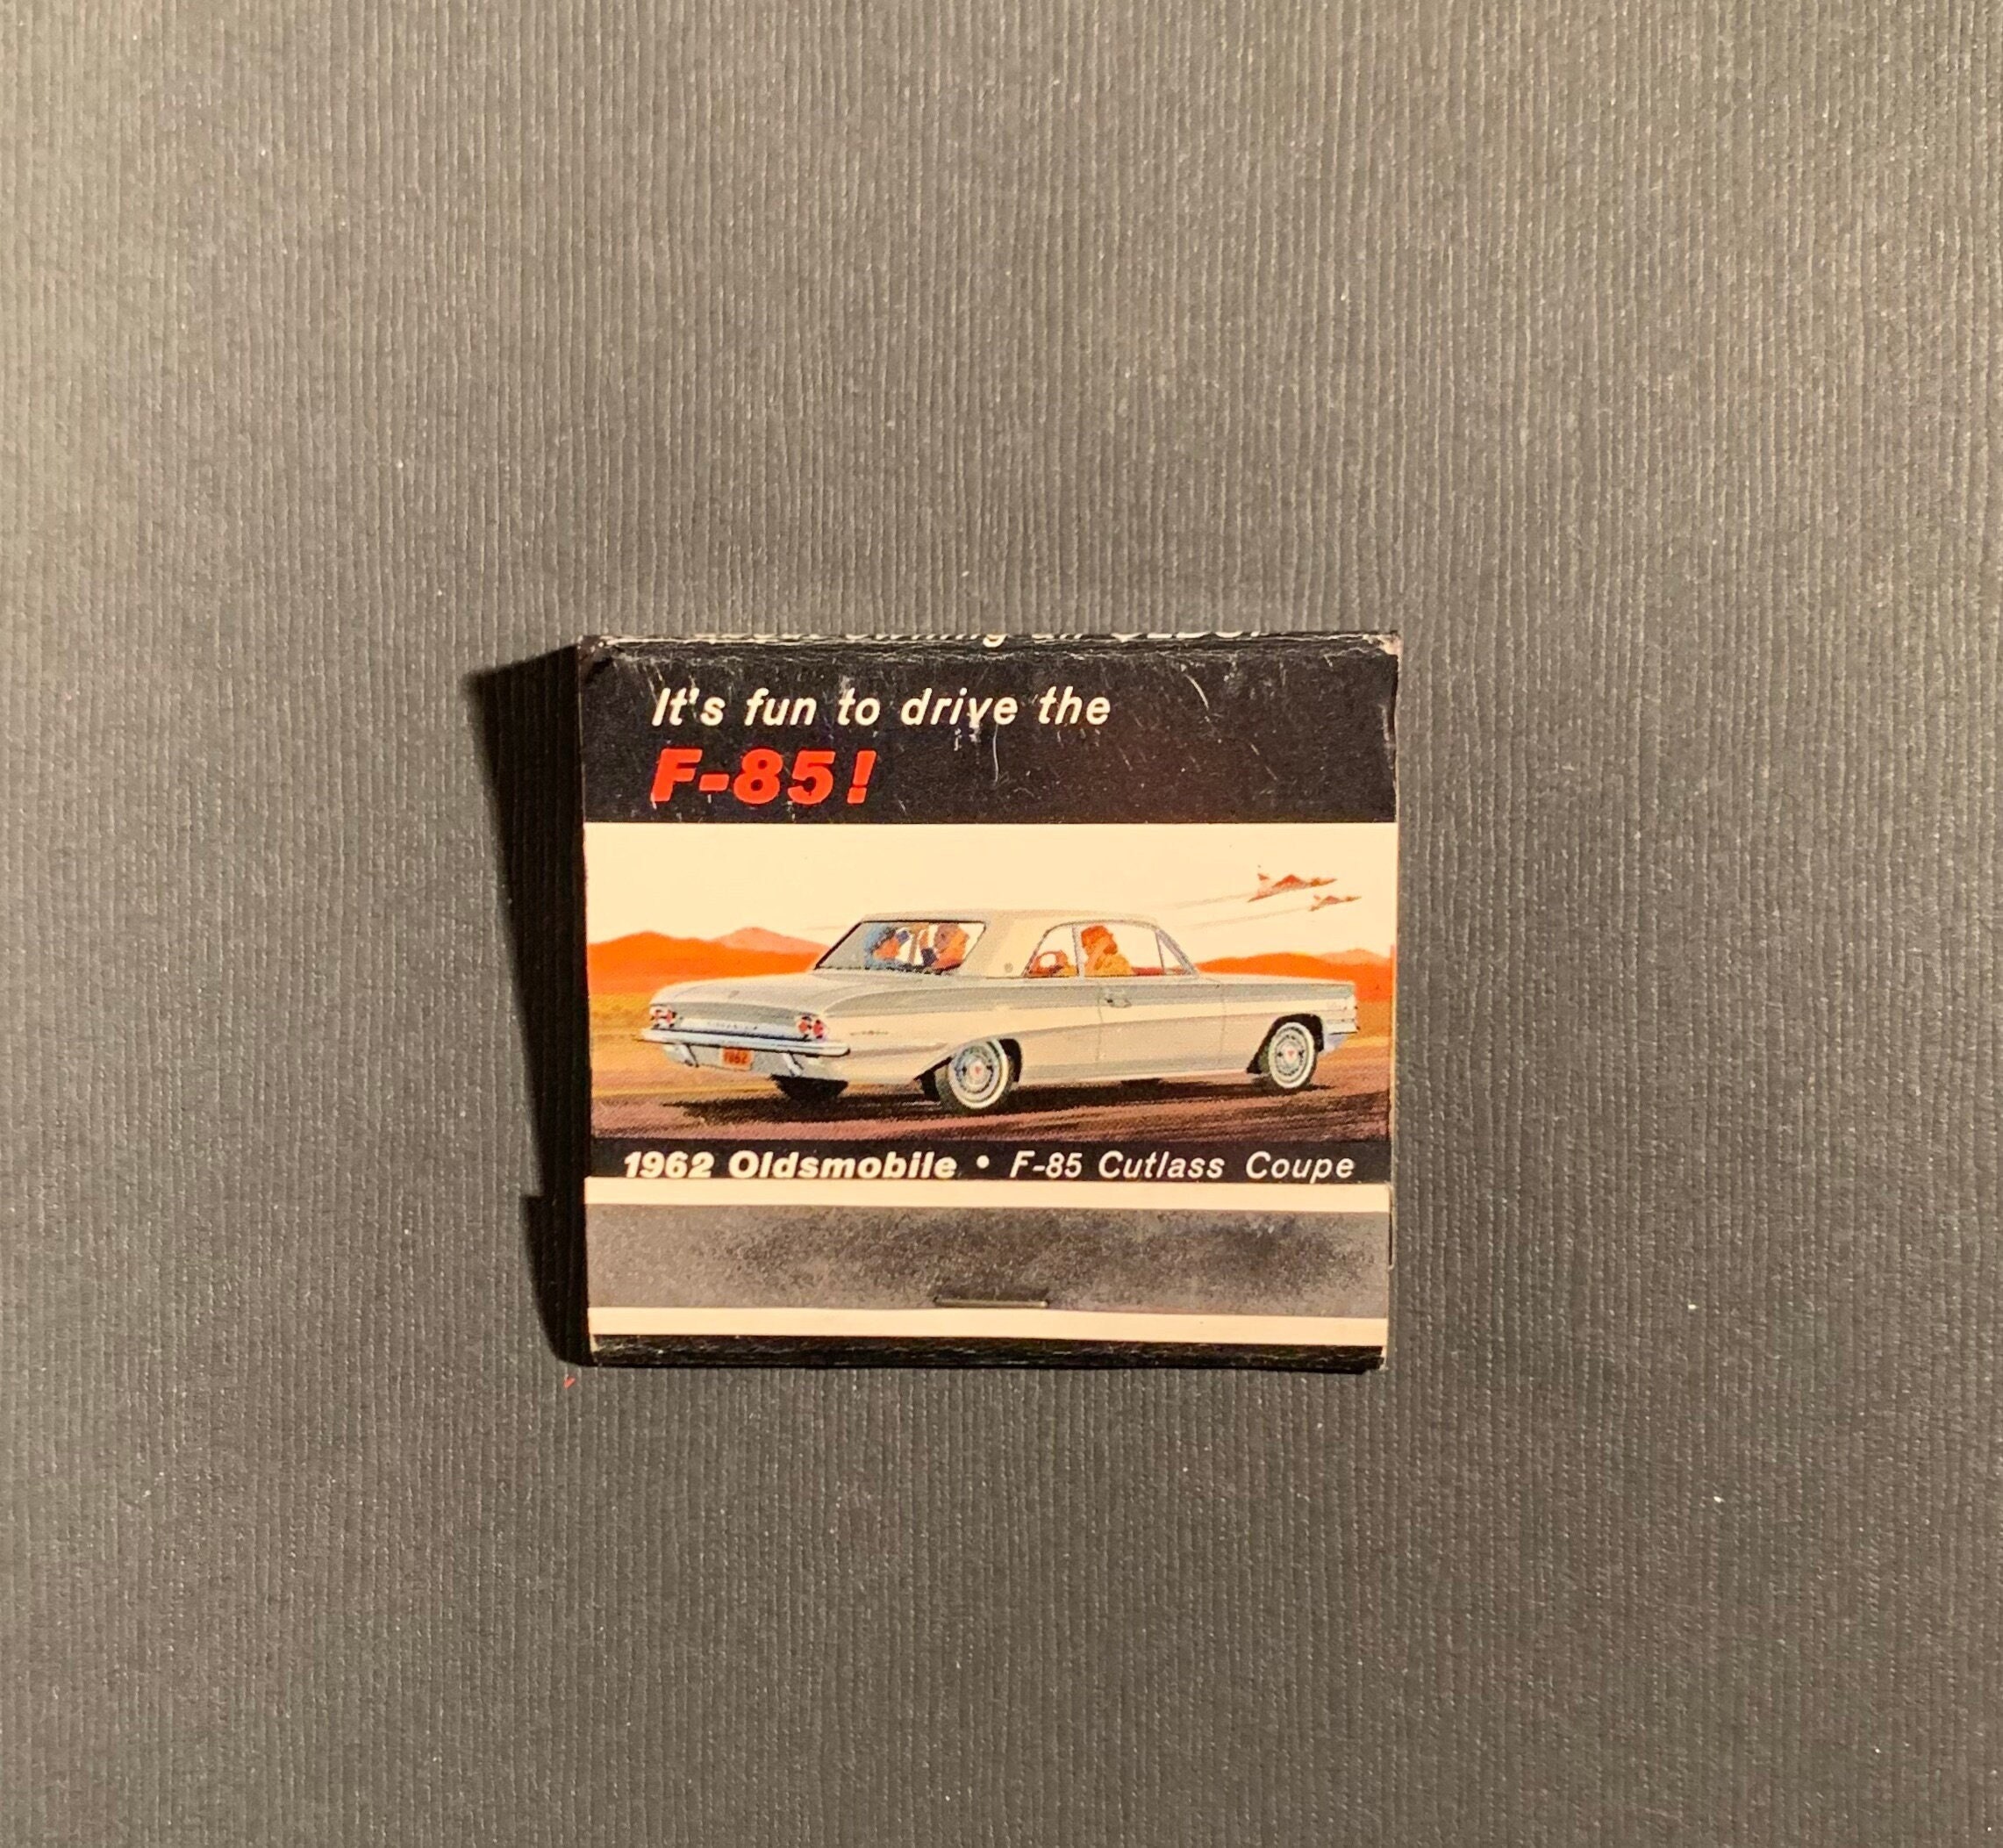 It's fun to drive the
F-85!
1962
1962 Oldsmobile • F-85 Cutlass Coupe